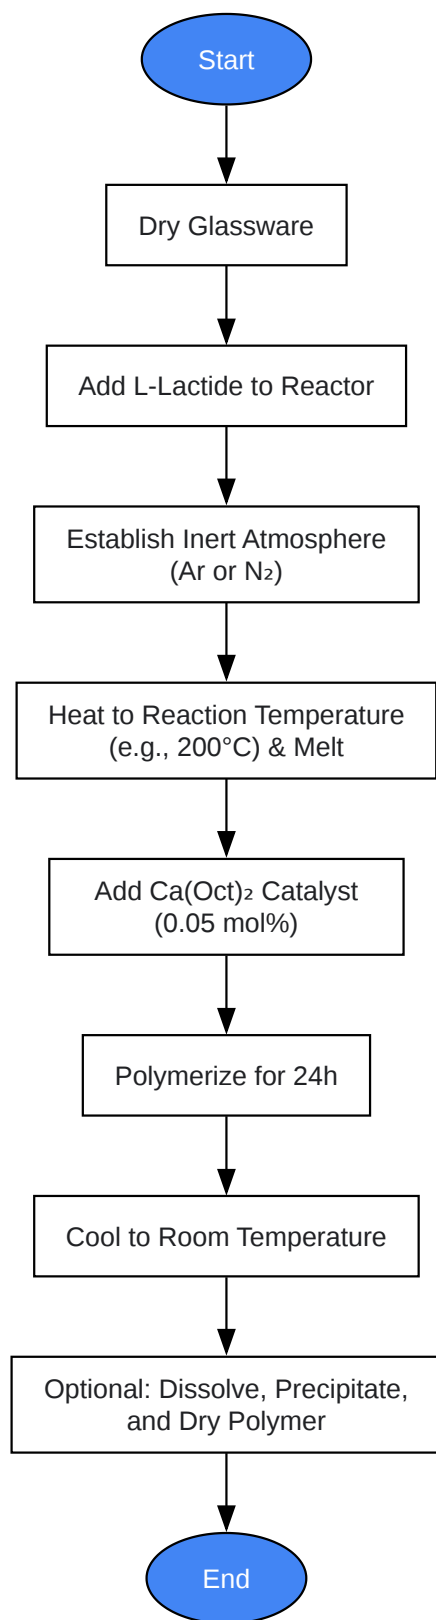 Start
Dry Glassware
Add L-Lactide to Reactor
Establish Inert Atmosphere
(Ar or N₂)
Heat to Reaction Temperature
(e.g., 200°C) & Melt
Add Ca(Oct)₂ Catalyst
(0.05 mol%)
Polymerize for 24h
Cool to Room Temperature
Optional: Dissolve, Precipitate,
and Dry Polymer
End